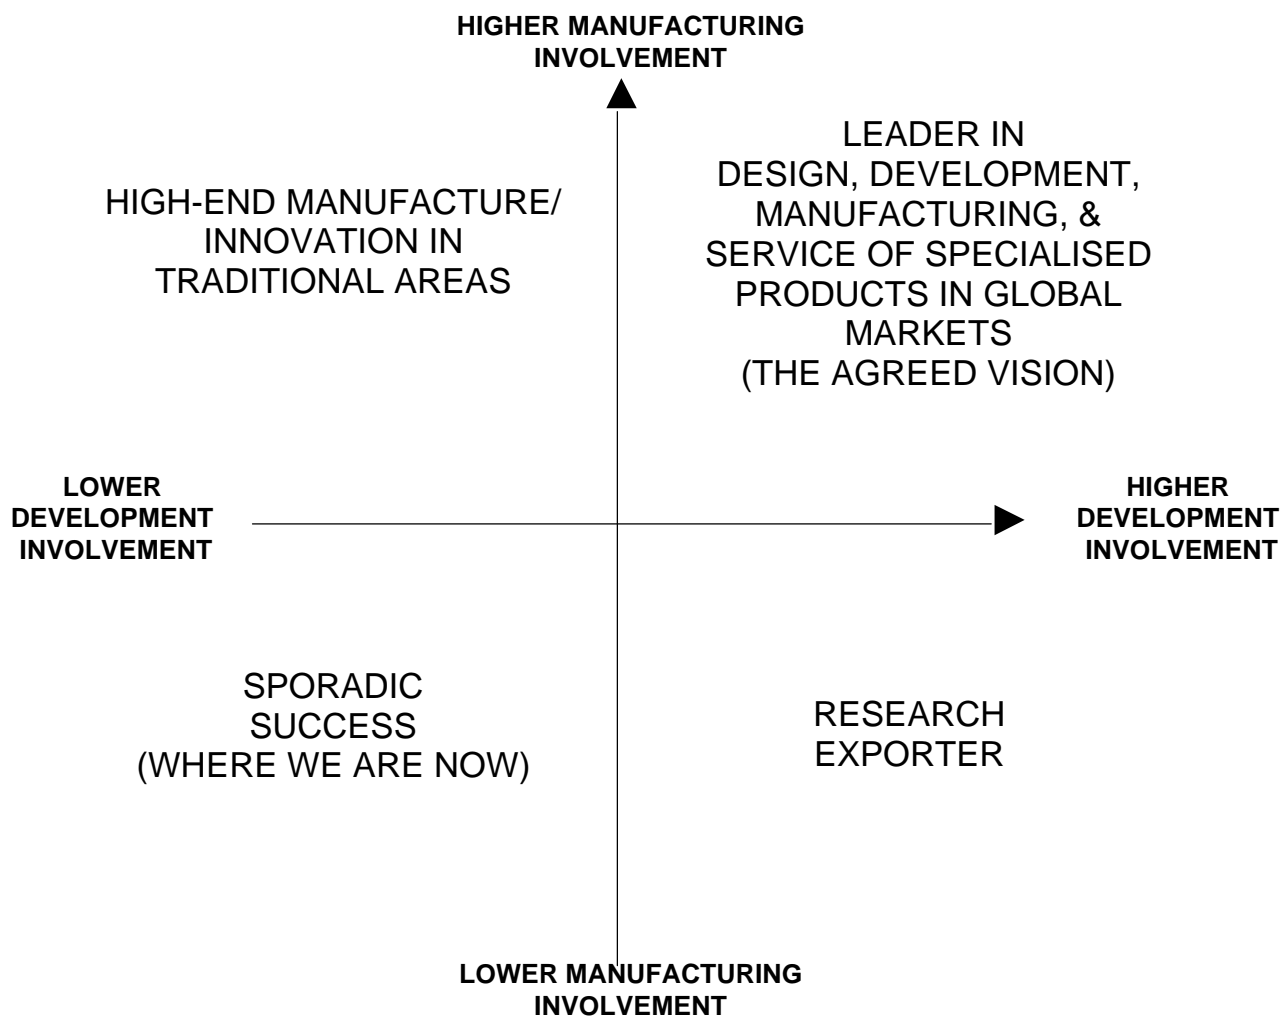 HIGHER MANUFACTURING
INVOLVEMENT
HIGH-END MANUFACTURE/
INNOVATION IN
TRADITIONAL AREAS
LEADER IN
DESIGN, DEVELOPMENT,
MANUFACTURING, &
SERVICE OF SPECIALISED
PRODUCTS IN GLOBAL
MARKETS
(THE AGREED VISION)
LOWER
DEVELOPMENT
INVOLVEMENT
HIGHER
DEVELOPMENT
INVOLVEMENT
SPORADIC
SUCCESS
(WHERE WE ARE NOW)
RESEARCH
EXPORTER
LOWER MANUFACTURING
INVOLVEMENT